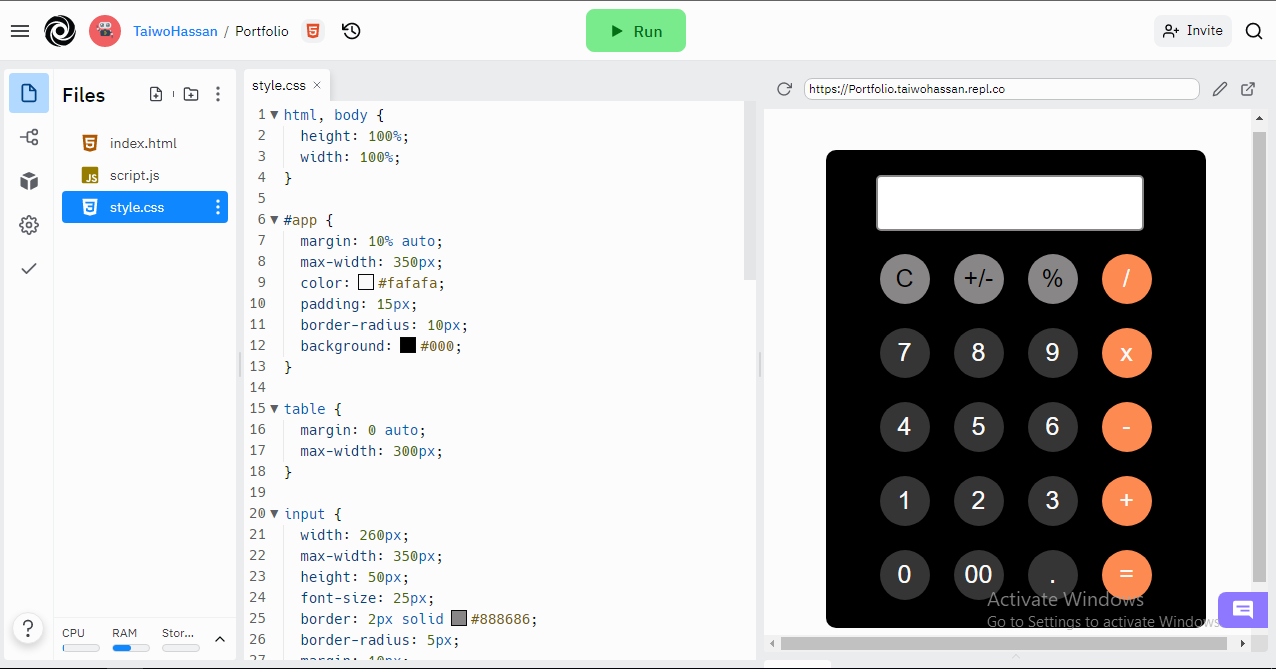 TaiwoHassan / Portfolio
Run
Invite
Files
index.html
script.js
style.css
CPU RAM Stor...
?
style.css ×
1 html, body {
2 height: 100%;
3 width: 100%;
4 }
5
6 #app {
7 margin: 10% auto;
8 max-width: 350px;
9 color: #fafafa;
10 padding: 15px;
11 border-radius: 10px;
12 background: #000;
13 }
14
15 table {
16 margin: 0 auto;
17 max-width: 300px;
18 }
19
20 input {
21 width: 260px;
22 max-width: 350px;
23 height: 50px;
24 font-size: 25px;
25 border: 2px solid #888686;
26 border-radius: 5px;
27 margin: 10px;
https://Portfolio.taiwohassan.repl.co
C +/- % /
7 8 9 x
4 5 6 -
1 2 3 +
0 00 . =
Activate Windows
Go to Settings to activate Windows.